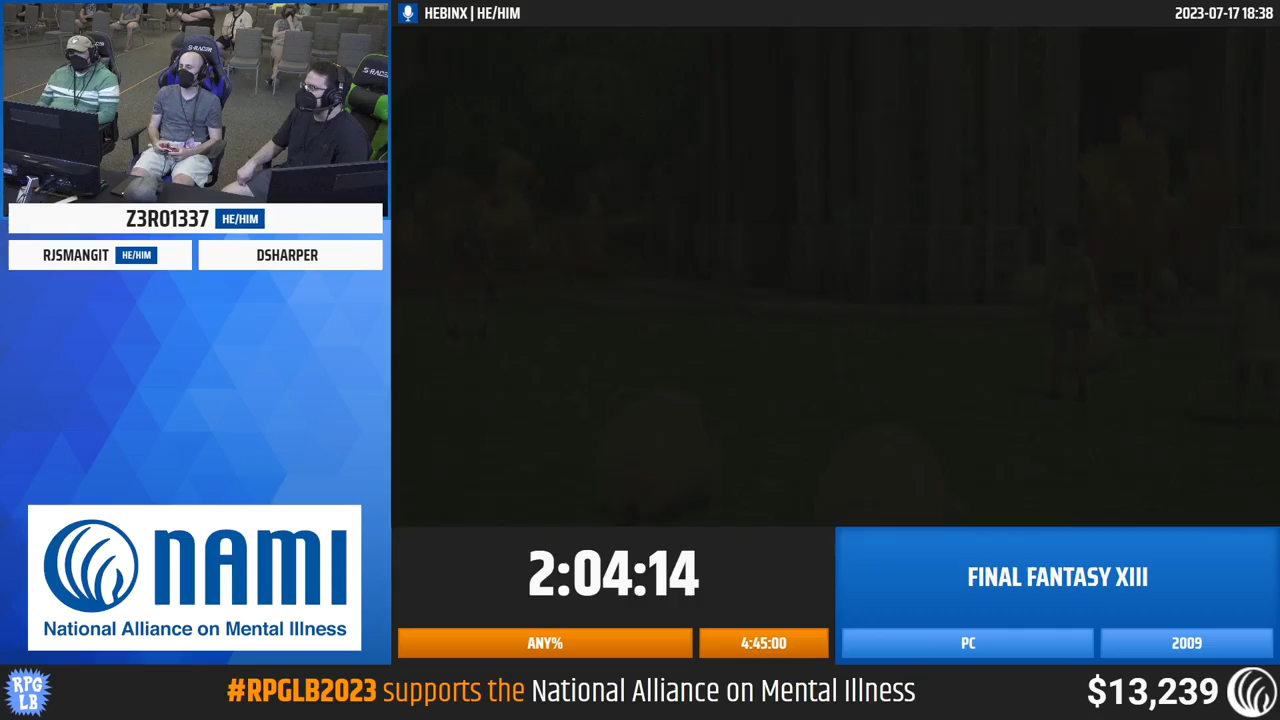 HEBINX | HE/HIM
2023-07-17 18:38
S-RACER
S-RACER
Z3R01337 HE/HIM
RJSMANGIT HE/HIM
DSHARPER
NAMI
National Alliance on Mental Illness
2:04:14
FINAL FANTASY XIII
ANY%
4:45:00
PC
2009
RPG
LB
#RPGLB2023 supports the National Alliance on Mental Illness
$13,239